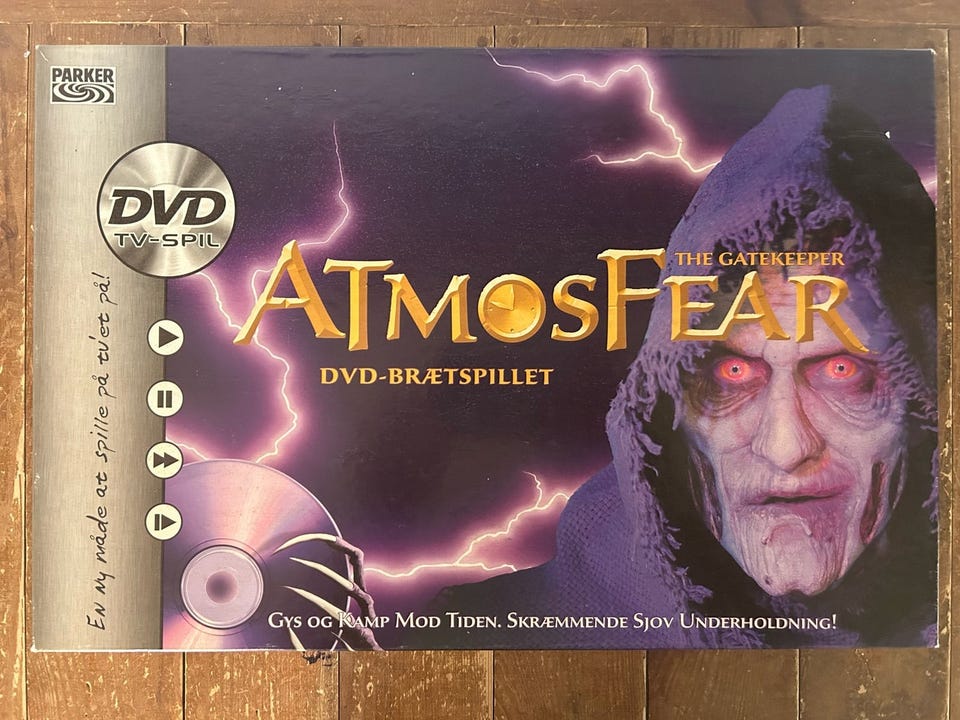 PARKER
DVD
TV-SPIL
En ny måde at spille på tv'et på!
THE GATEKEEPER
ATMOSFEAR
DVD-BRÆTSPILLET
GYS OG KAMP MOD TIDEN. SKRÆMMENDE SJOV UNDERHOLDNING!